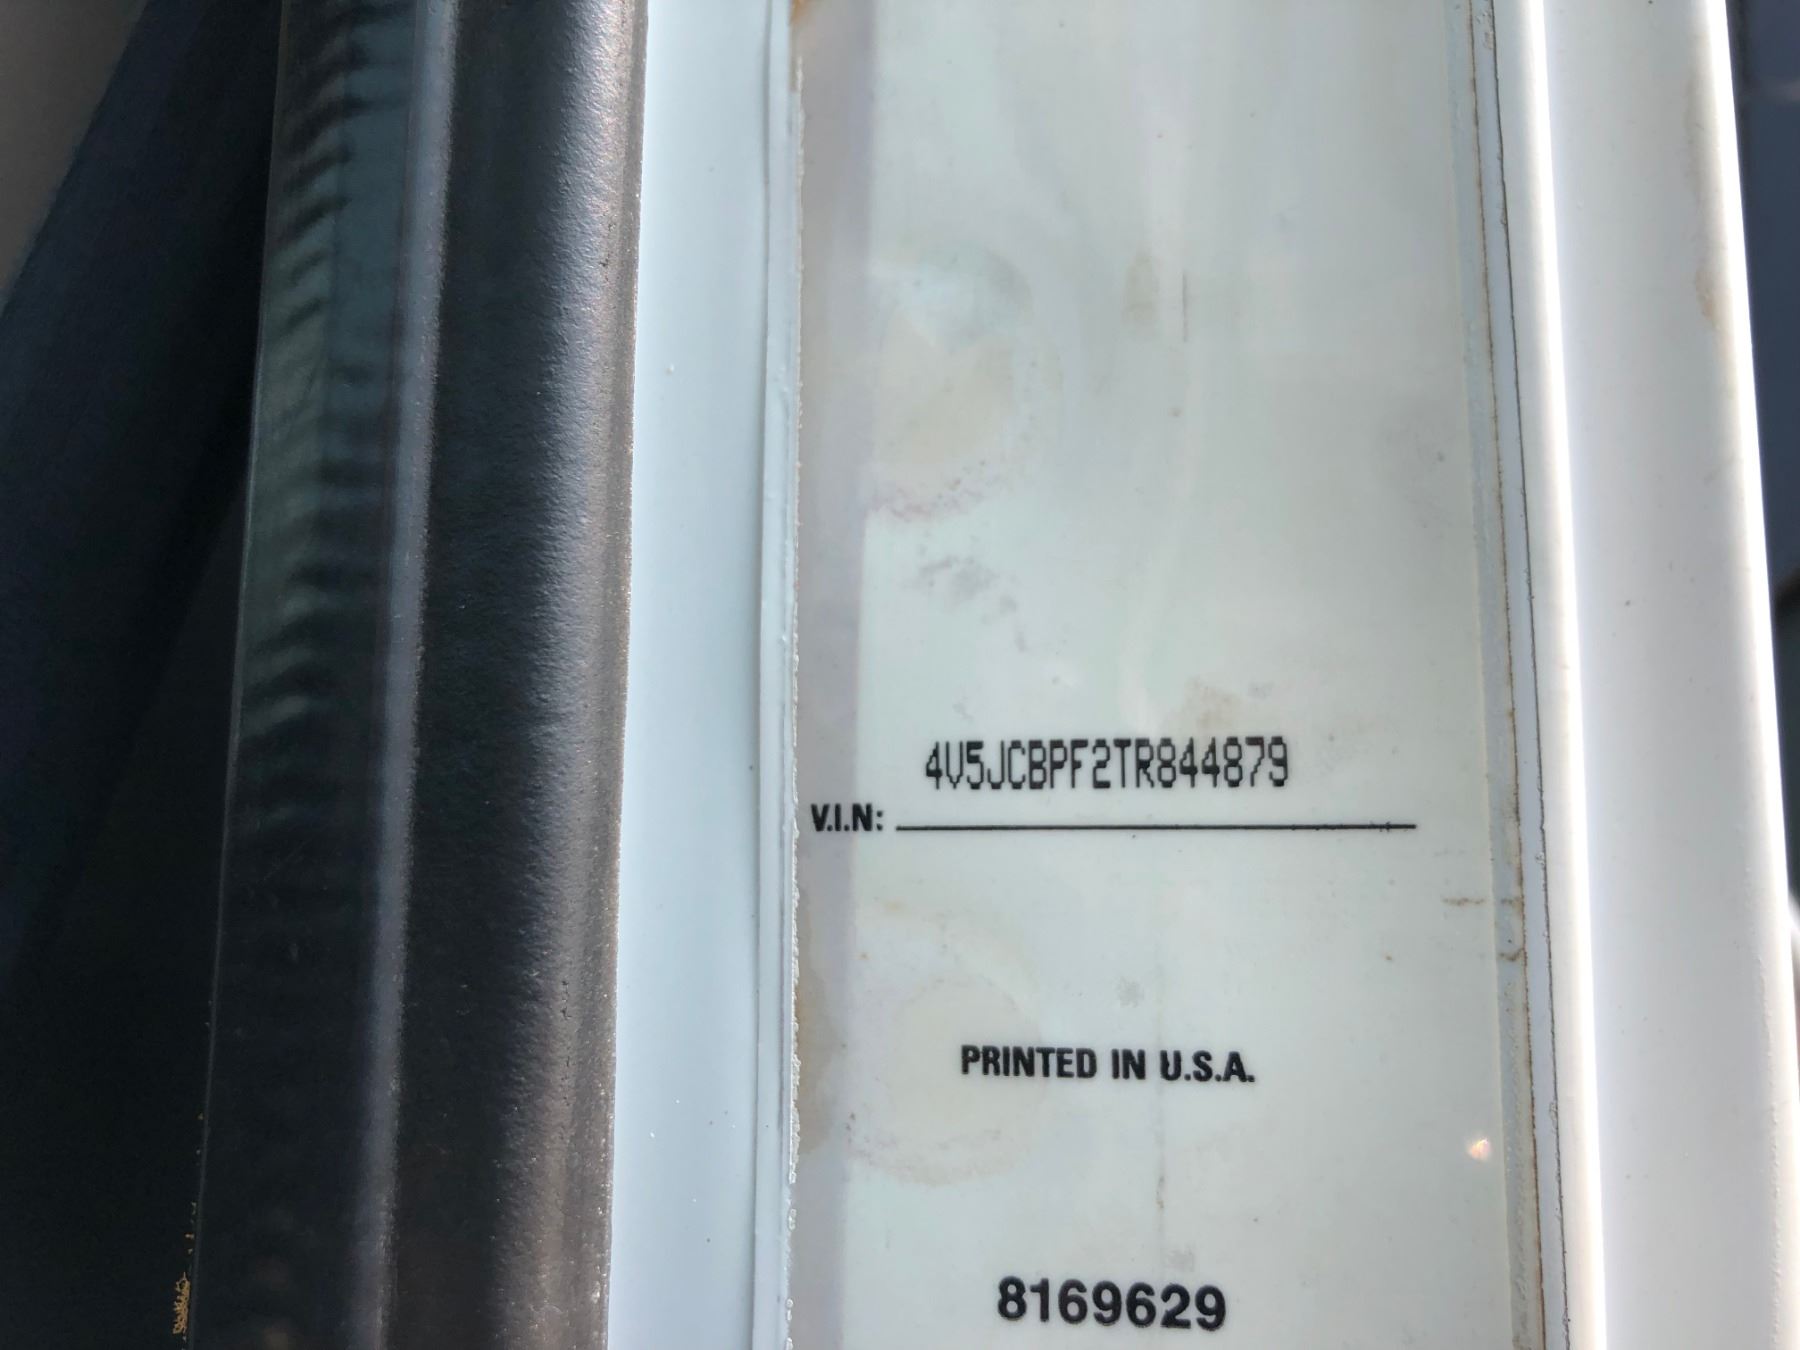 4V5JCBPF2TR844879
V.I.N:
PRINTED IN U.S.A.
8169629